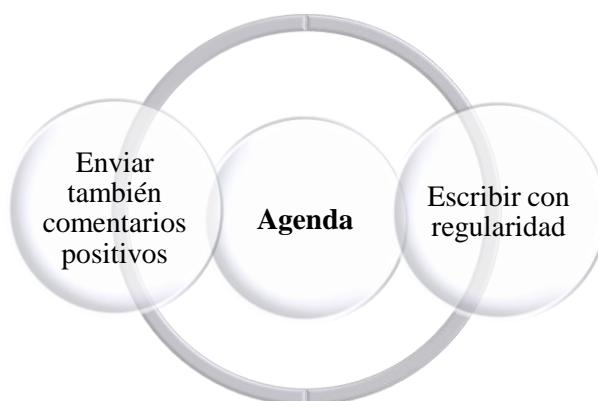 Enviar
también
comentarios
positivos
Agenda
Escribir con
regularidad